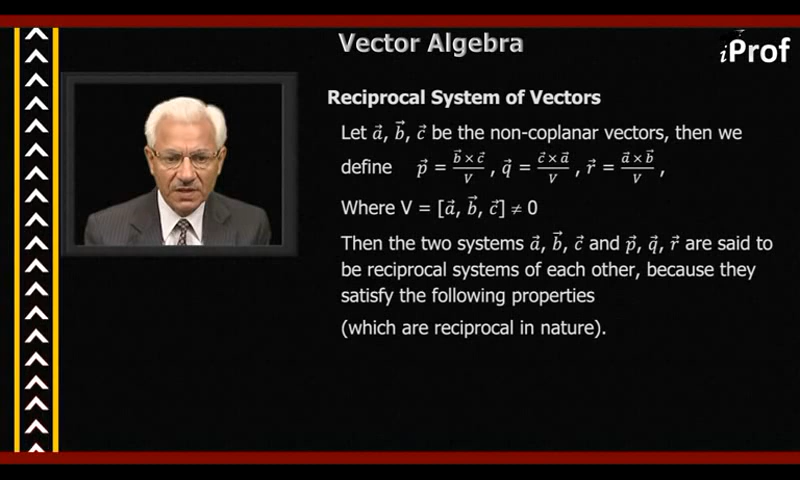 Vector Algebra
iProf
Reciprocal System of Vectors
Let a⃗, b⃗, c⃗ be the non-coplanar vectors, then we
define p⃗ = (b⃗ × c⃗)/V , q⃗ = (c⃗ × a⃗)/V , r⃗ = (a⃗ × b⃗)/V ,
Where V = [a⃗, b⃗, c⃗] ≠ 0
Then the two systems a⃗, b⃗, c⃗ and p⃗, q⃗, r⃗ are said to
be reciprocal systems of each other, because they
satisfy the following properties
(which are reciprocal in nature).